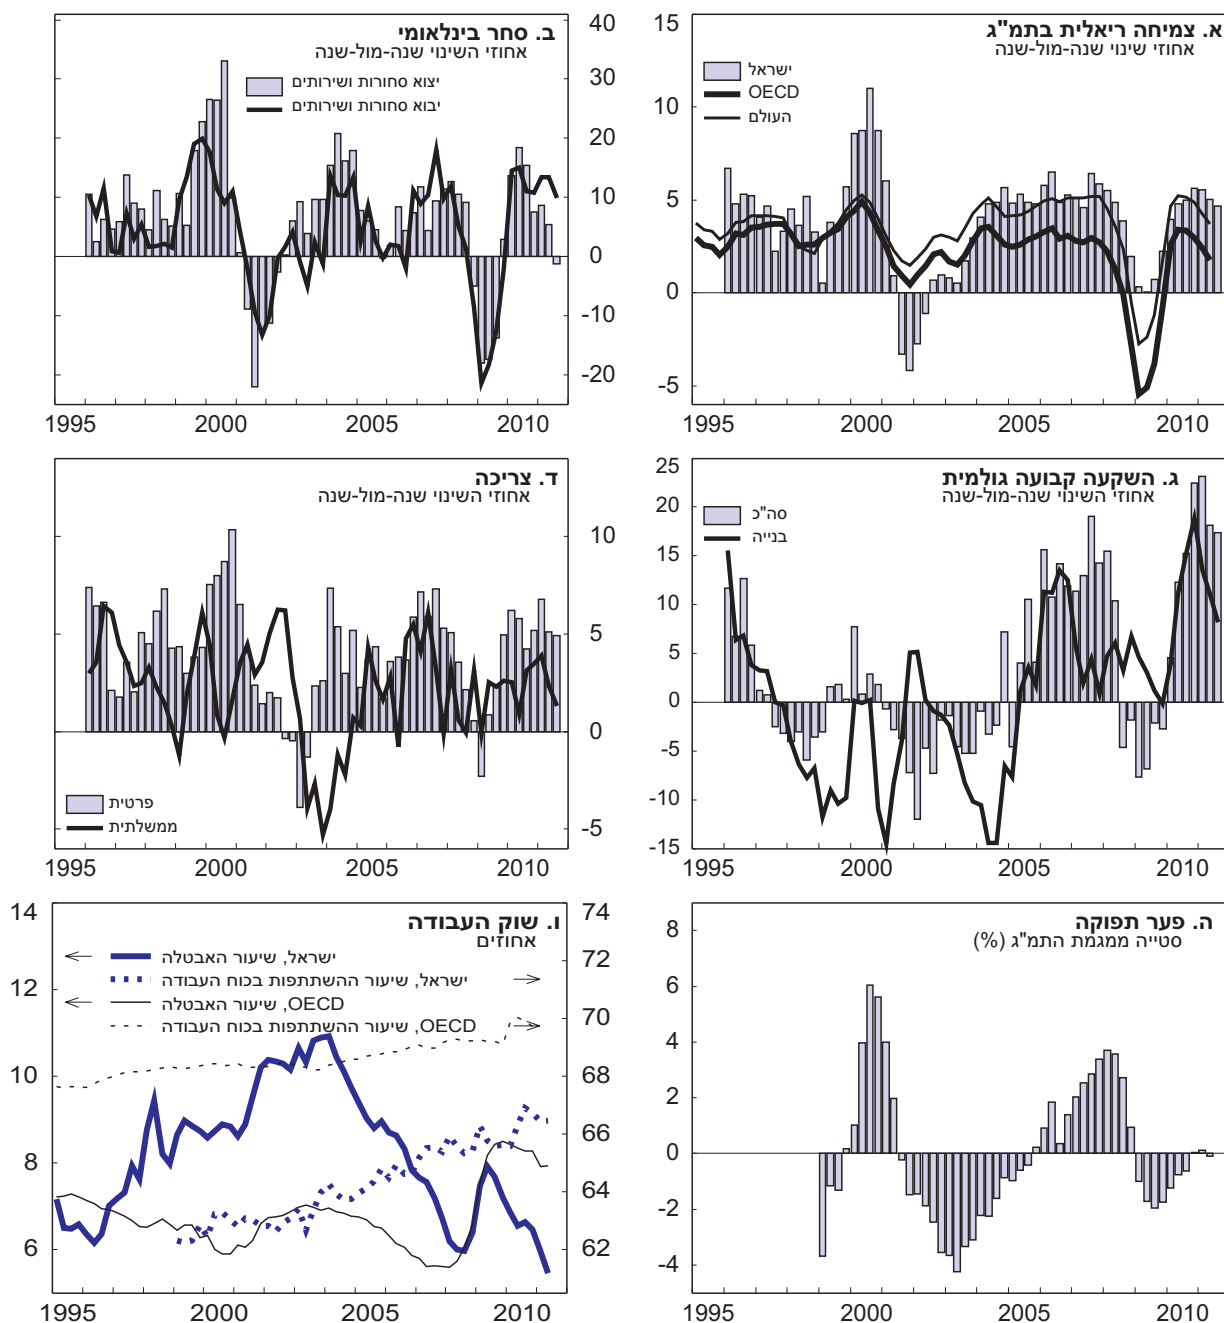 א. צמיחה ריאלית בתמ"ג
אחוזי שינוי שנה-מול-שנה
ישראל
OECD
העולם
15
10
5
0
-5
1995
2000
2005
2010
ב. סחר בינלאומי
אחוזי השינוי שנה-מול-שנה
יצוא סחורות ושירותים
יבוא סחורות ושירותים
40
30
20
10
0
-10
-20
1995
2000
2005
2010
ג. השקעה קבועה גולמית
אחוזי השינוי שנה-מול-שנה
סה"כ
בנייה
25
20
15
10
5
0
-5
-10
-15
1995
2000
2005
2010
ד. צריכה
אחוזי השינוי שנה-מול-שנה
10
5
0
-5
פרטית
ממשלתית
1995
2000
2005
2010
ה. פער תפוקה
סטייה ממגמת התמ"ג (%)
8
6
4
2
0
-2
-4
1995
2000
2005
2010
ו. שוק העבודה
אחוזים
ישראל, שיעור האבטלה
ישראל, שיעור ההשתתפות בכוח העבודה
OECD, שיעור האבטלה
OECD, שיעור ההשתתפות בכוח העבודה
14
12
10
8
6
74
72
70
68
66
64
62
1995
2000
2005
2010